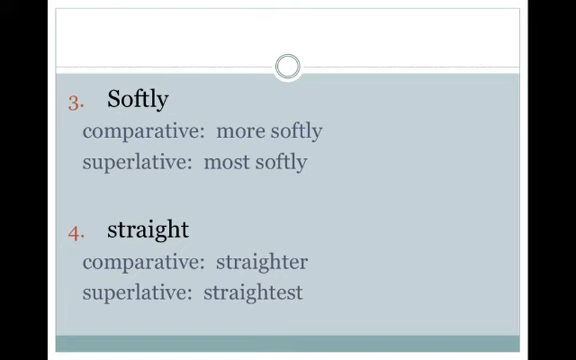 3. Softly
comparative: more softly
superlative: most softly
4. straight
comparative: straighter
superlative: straightest